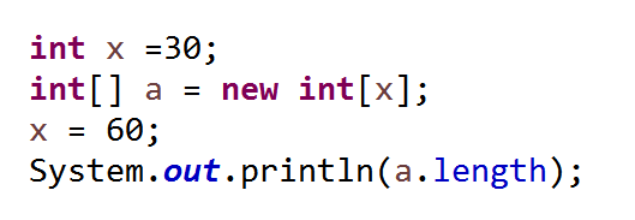 int x =30;
int[] a = new int[x];
x = 60;
System.out.println(a.length);